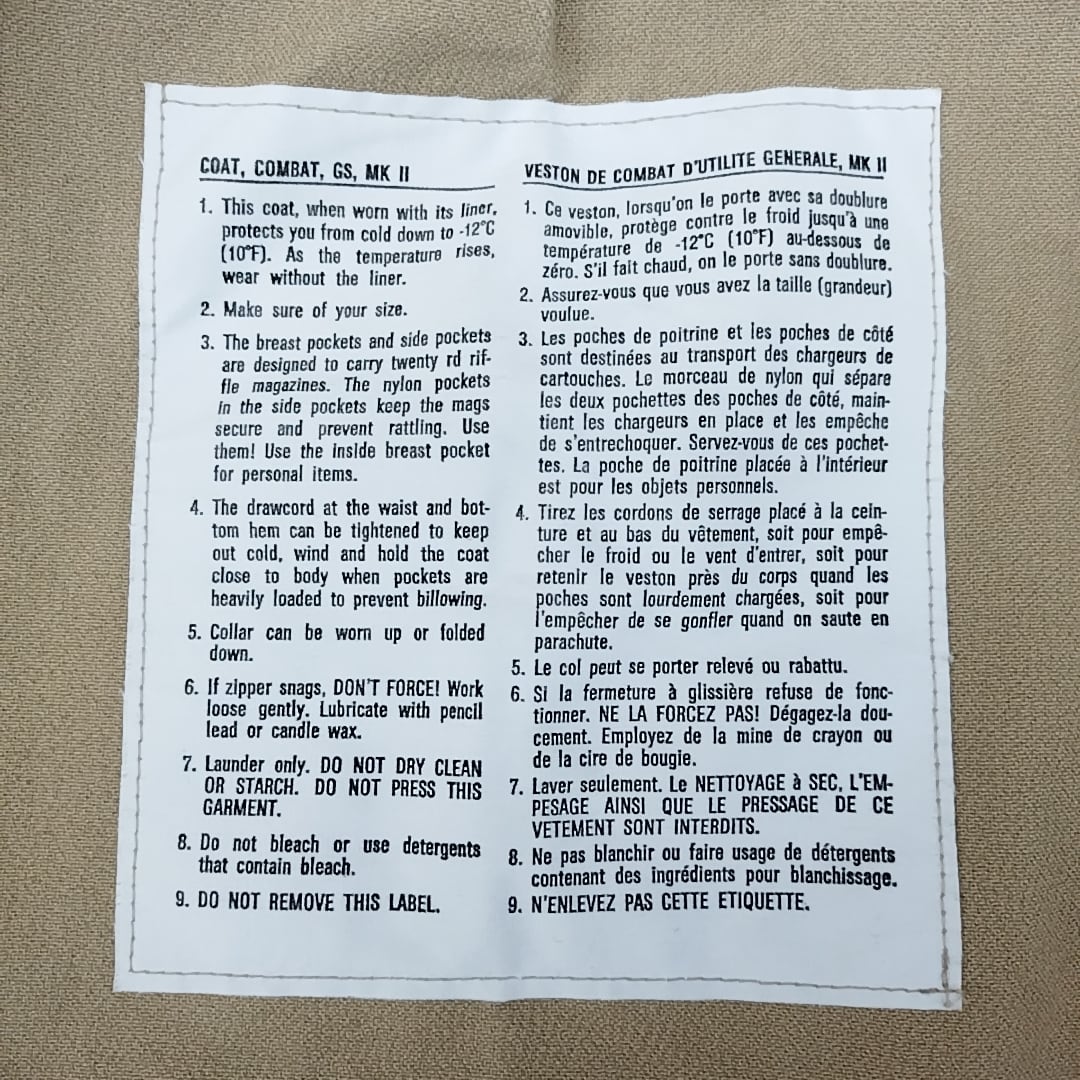 COAT, COMBAT, GS, MK II
1. This coat, when worn with its liner,
protects you from cold down to -12°C
(10°F). As the temperature rises,
wear without the liner.
2. Make sure of your size.
3. The breast pockets and side pockets
are designed to carry twenty rd rif-
fle magazines. The nylon pockets
in the side pockets keep the mags
secure and prevent rattling. Use
them! Use the inside breast pocket
for personal items.
4. The drawcord at the waist and bot-
tom hem can be tightened to keep
out cold, wind and hold the coat
close to body when pockets are
heavily loaded to prevent billowing.
5. Collar can be worn up or folded
down.
6. If zipper snags, DON'T FORCE! Work
loose gently. Lubricate with pencil
lead or candle wax.
7. Launder only. DO NOT DRY CLEAN
OR STARCH. DO NOT PRESS THIS
GARMENT.
8. Do not bleach or use detergents
that contain bleach.
9. DO NOT REMOVE THIS LABEL.
VESTON DE COMBAT D'UTILITE GENERALE, MK II
1. Ce veston, lorsqu'on le porte avec sa doublure
amovible, protège contre le froid jusqu'à une
température de -12°C (10°F) au-dessous de
zéro. S'il fait chaud, on le porte sans doublure.
2. Assurez-vous que vous avez la taille (grandeur)
voulue.
3. Les poches de poitrine et les poches de côté
sont destinées au transport des chargeurs de
cartouches. Le morceau de nylon qui sépare
les deux pochettes des poches de côté, main-
tient les chargeurs en place et les empêche
de s'entrechoquer. Servez-vous de ces pochet-
tes. La poche de poitrine placée à l'intérieur
est pour les objets personnels.
4. Tirez les cordons de serrage placé à la cein-
ture et au bas du vêtement, soit pour empê-
cher le froid ou le vent d'entrer, soit pour
retenir le veston près du corps quand les
poches sont lourdement chargées, soit pour
l'empêcher de se gonfler quand on saute en
parachute.
5. Le col peut se porter relevé ou rabattu.
6. Si la fermeture à glissière refuse de fonc-
tionner. NE LA FORCEZ PAS! Dégagez-la dou-
cement. Employez de la mine de crayon ou
de la cire de bougie.
7. Laver seulement. Le NETTOYAGE à SEC, L'EM-
PESAGE AINSI QUE LE PRESSAGE DE CE
VETEMENT SONT INTERDITS.
8. Ne pas blanchir ou faire usage de détergents
contenant des ingrédients pour blanchissage.
9. N'ENLEVEZ PAS CETTE ETIQUETTE.